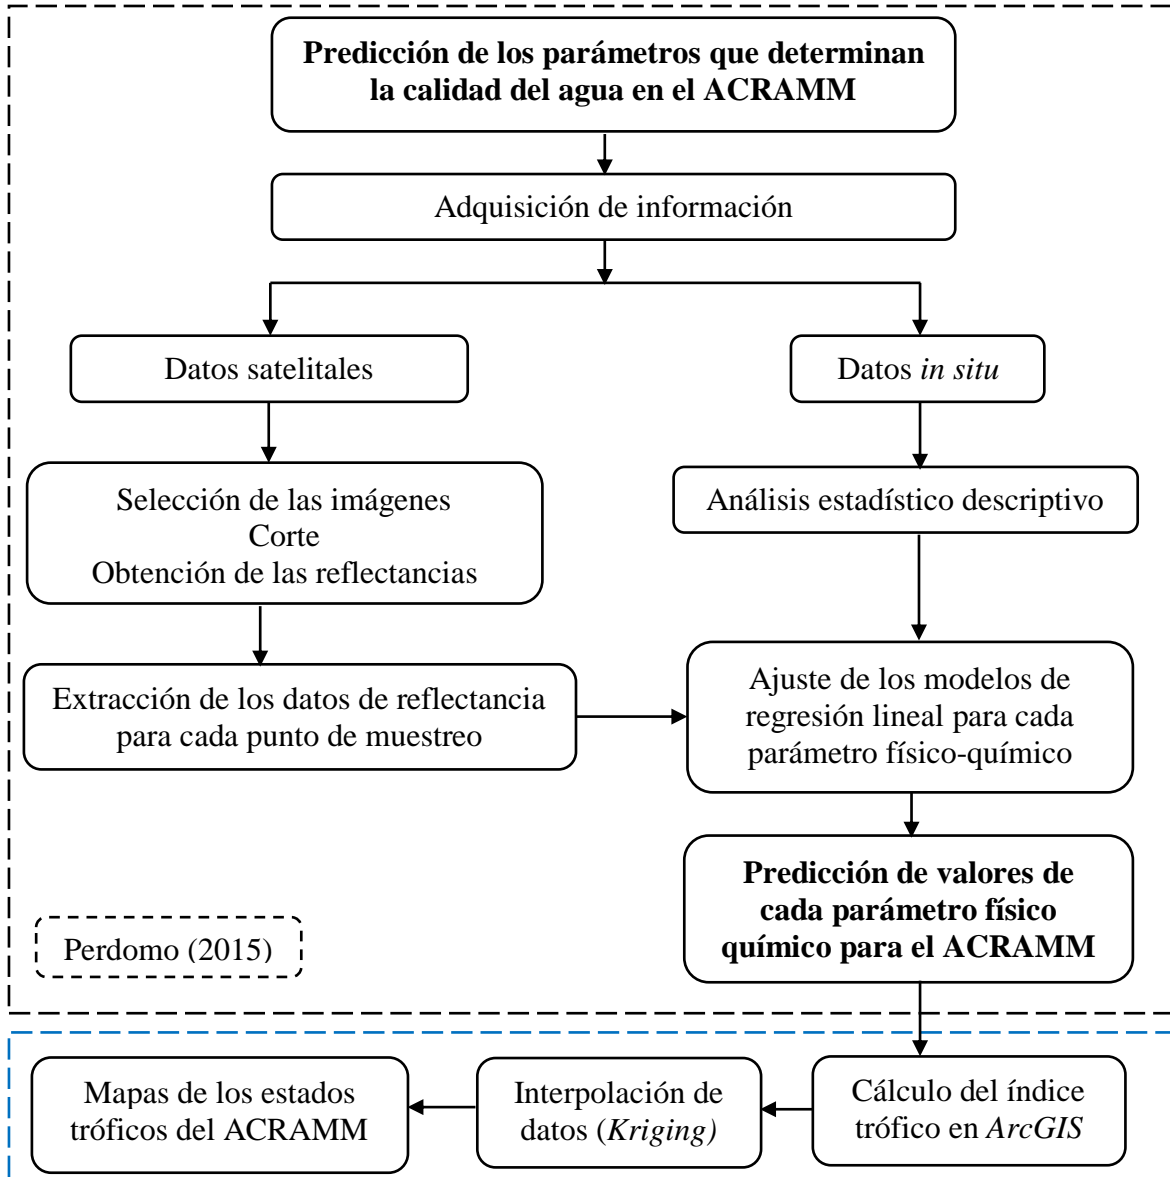 Predicción de los parámetros que determinan
la calidad del agua en el ACRAMM
Adquisición de información
Datos satelitales
Datos in situ
Selección de las imágenes
Corte
Obtención de las reflectancias
Análisis estadístico descriptivo
Extracción de los datos de reflectancia
para cada punto de muestreo
Ajuste de los modelos de
regresión lineal para cada
parámetro físico-químico
Predicción de valores de
cada parámetro físico
químico para el ACRAMM
Perdomo (2015)
Cálculo del índice
trófico en ArcGIS
Interpolación de
datos (Kriging)
Mapas de los estados
tróficos del ACRAMM